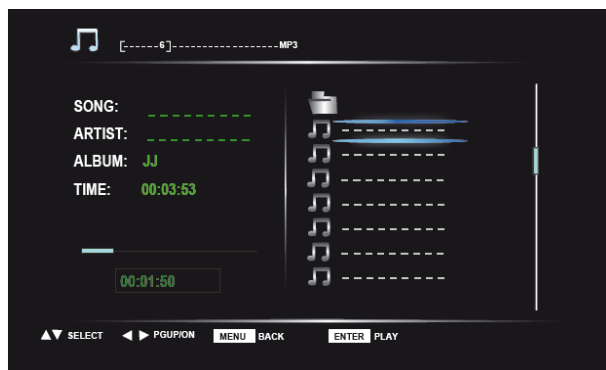 [------6]------------------MP3
SONG: _ _ _ _ _ _ _ _ _
ARTIST: _ _ _ _ _ _ _ _ _
ALBUM: JJ
TIME: 00:03:53
00:01:50
- - - - - - - - - -
- - - - - - - - - -
- - - - - - - - - -
- - - - - - - - - -
- - - - - - - - - -
- - - - - - - - - -
- - - - - - - - - -
▲▼ SELECT ◀ ▶ PGUP/ON MENU BACK ENTER PLAY